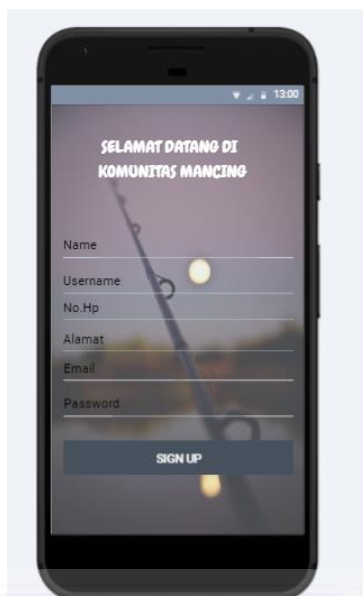 13:00
SELAMAT DATANG DI
KOMUNITAS MANCING
Name
Username
No.Hp
Alamat
Email
Password
SIGN UP